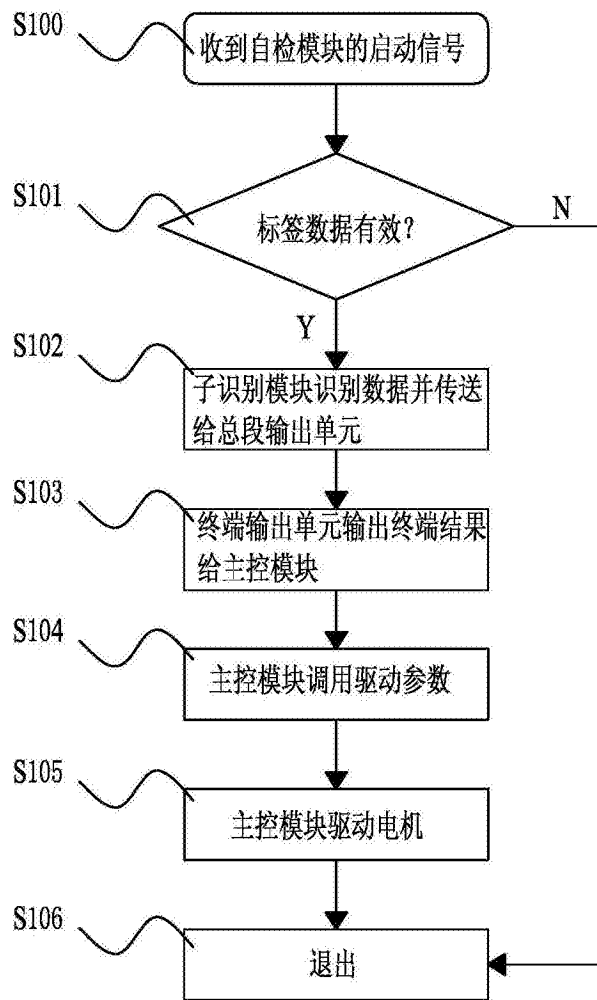 S100
收到自检模块的启动信号
S101
标签数据有效?
N
Y
S102
子识别模块识别数据并传送
给总段输出单元
S103
终端输出单元输出终端结果
给主控模块
S104
主控模块调用驱动参数
S105
主控模块驱动电机
S106
退出